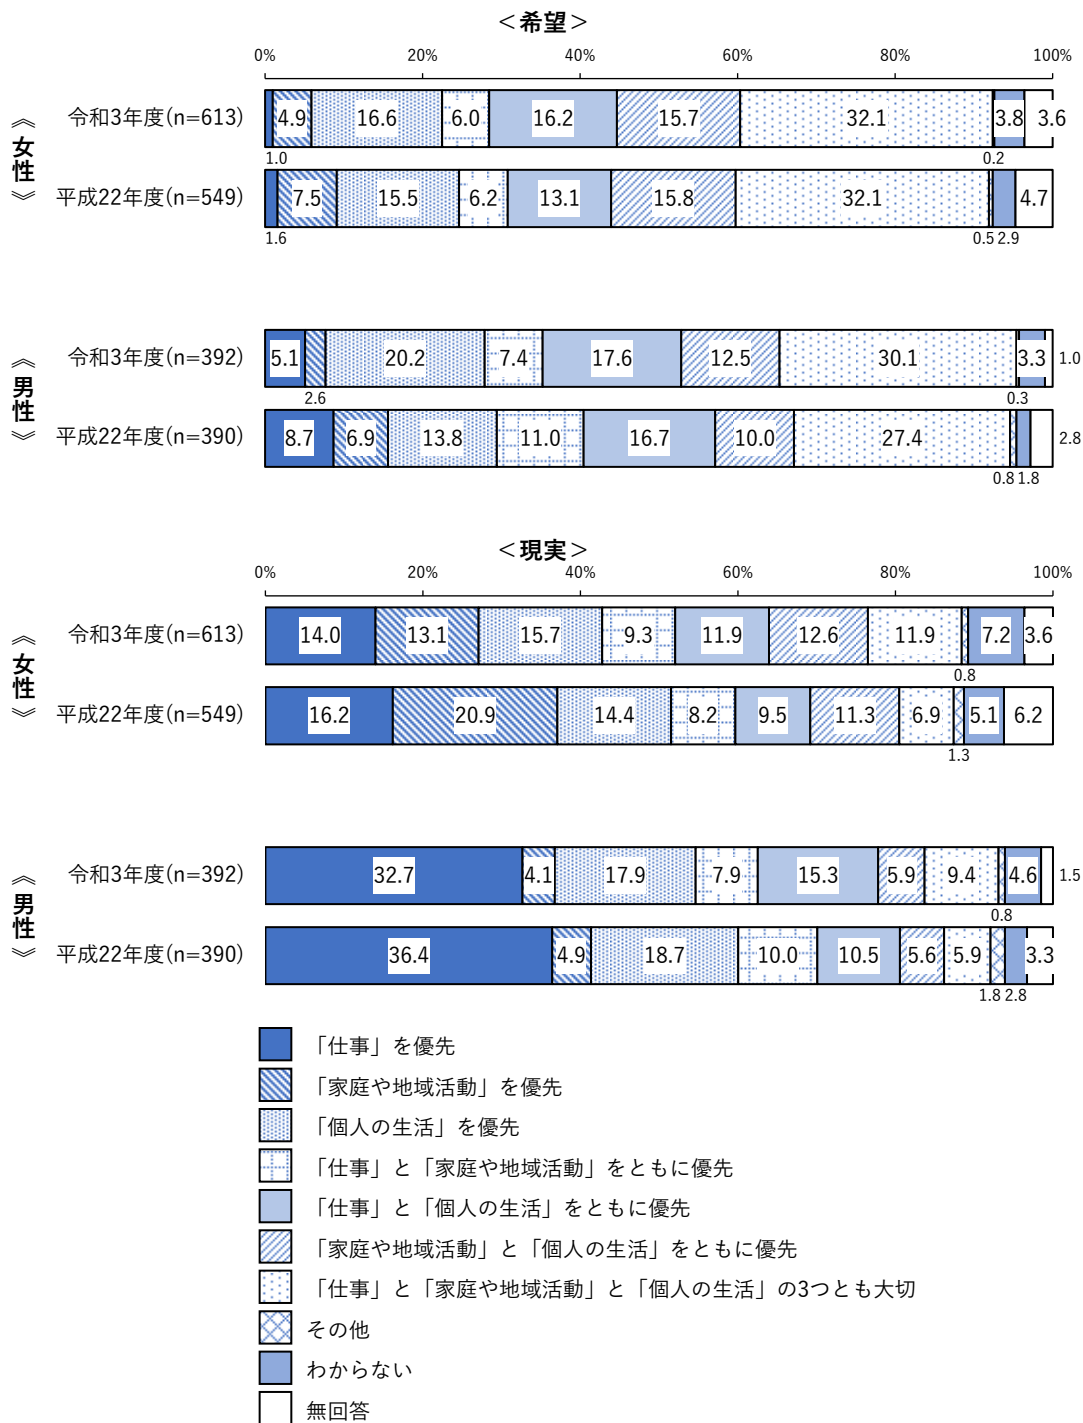 ＜希望＞
0% 20% 40% 60% 80% 100%
《女性》
令和3年度(n=613) 4.9 16.6 6.0 16.2 15.7 32.1 3.8 3.6
1.0 0.2
平成22年度(n=549) 7.5 15.5 6.2 13.1 15.8 32.1 4.7
1.6 0.5 2.9
《男性》
令和3年度(n=392) 5.1 20.2 7.4 17.6 12.5 30.1 3.3 1.0
2.6 0.3
平成22年度(n=390) 8.7 6.9 13.8 11.0 16.7 10.0 27.4 2.8
0.8 1.8
＜現実＞
0% 20% 40% 60% 80% 100%
《女性》
令和3年度(n=613) 14.0 13.1 15.7 9.3 11.9 12.6 11.9 7.2 3.6
0.8
平成22年度(n=549) 16.2 20.9 14.4 8.2 9.5 11.3 6.9 5.1 6.2
1.3
《男性》
令和3年度(n=392) 32.7 4.1 17.9 7.9 15.3 5.9 9.4 4.6 1.5
0.8
平成22年度(n=390) 36.4 4.9 18.7 10.0 10.5 5.6 5.9 3.3
1.8 2.8
「仕事」を優先
「家庭や地域活動」を優先
「個人の生活」を優先
「仕事」と「家庭や地域活動」をともに優先
「仕事」と「個人の生活」をともに優先
「家庭や地域活動」と「個人の生活」をともに優先
「仕事」と「家庭や地域活動」と「個人の生活」の3つとも大切
その他
わからない
無回答